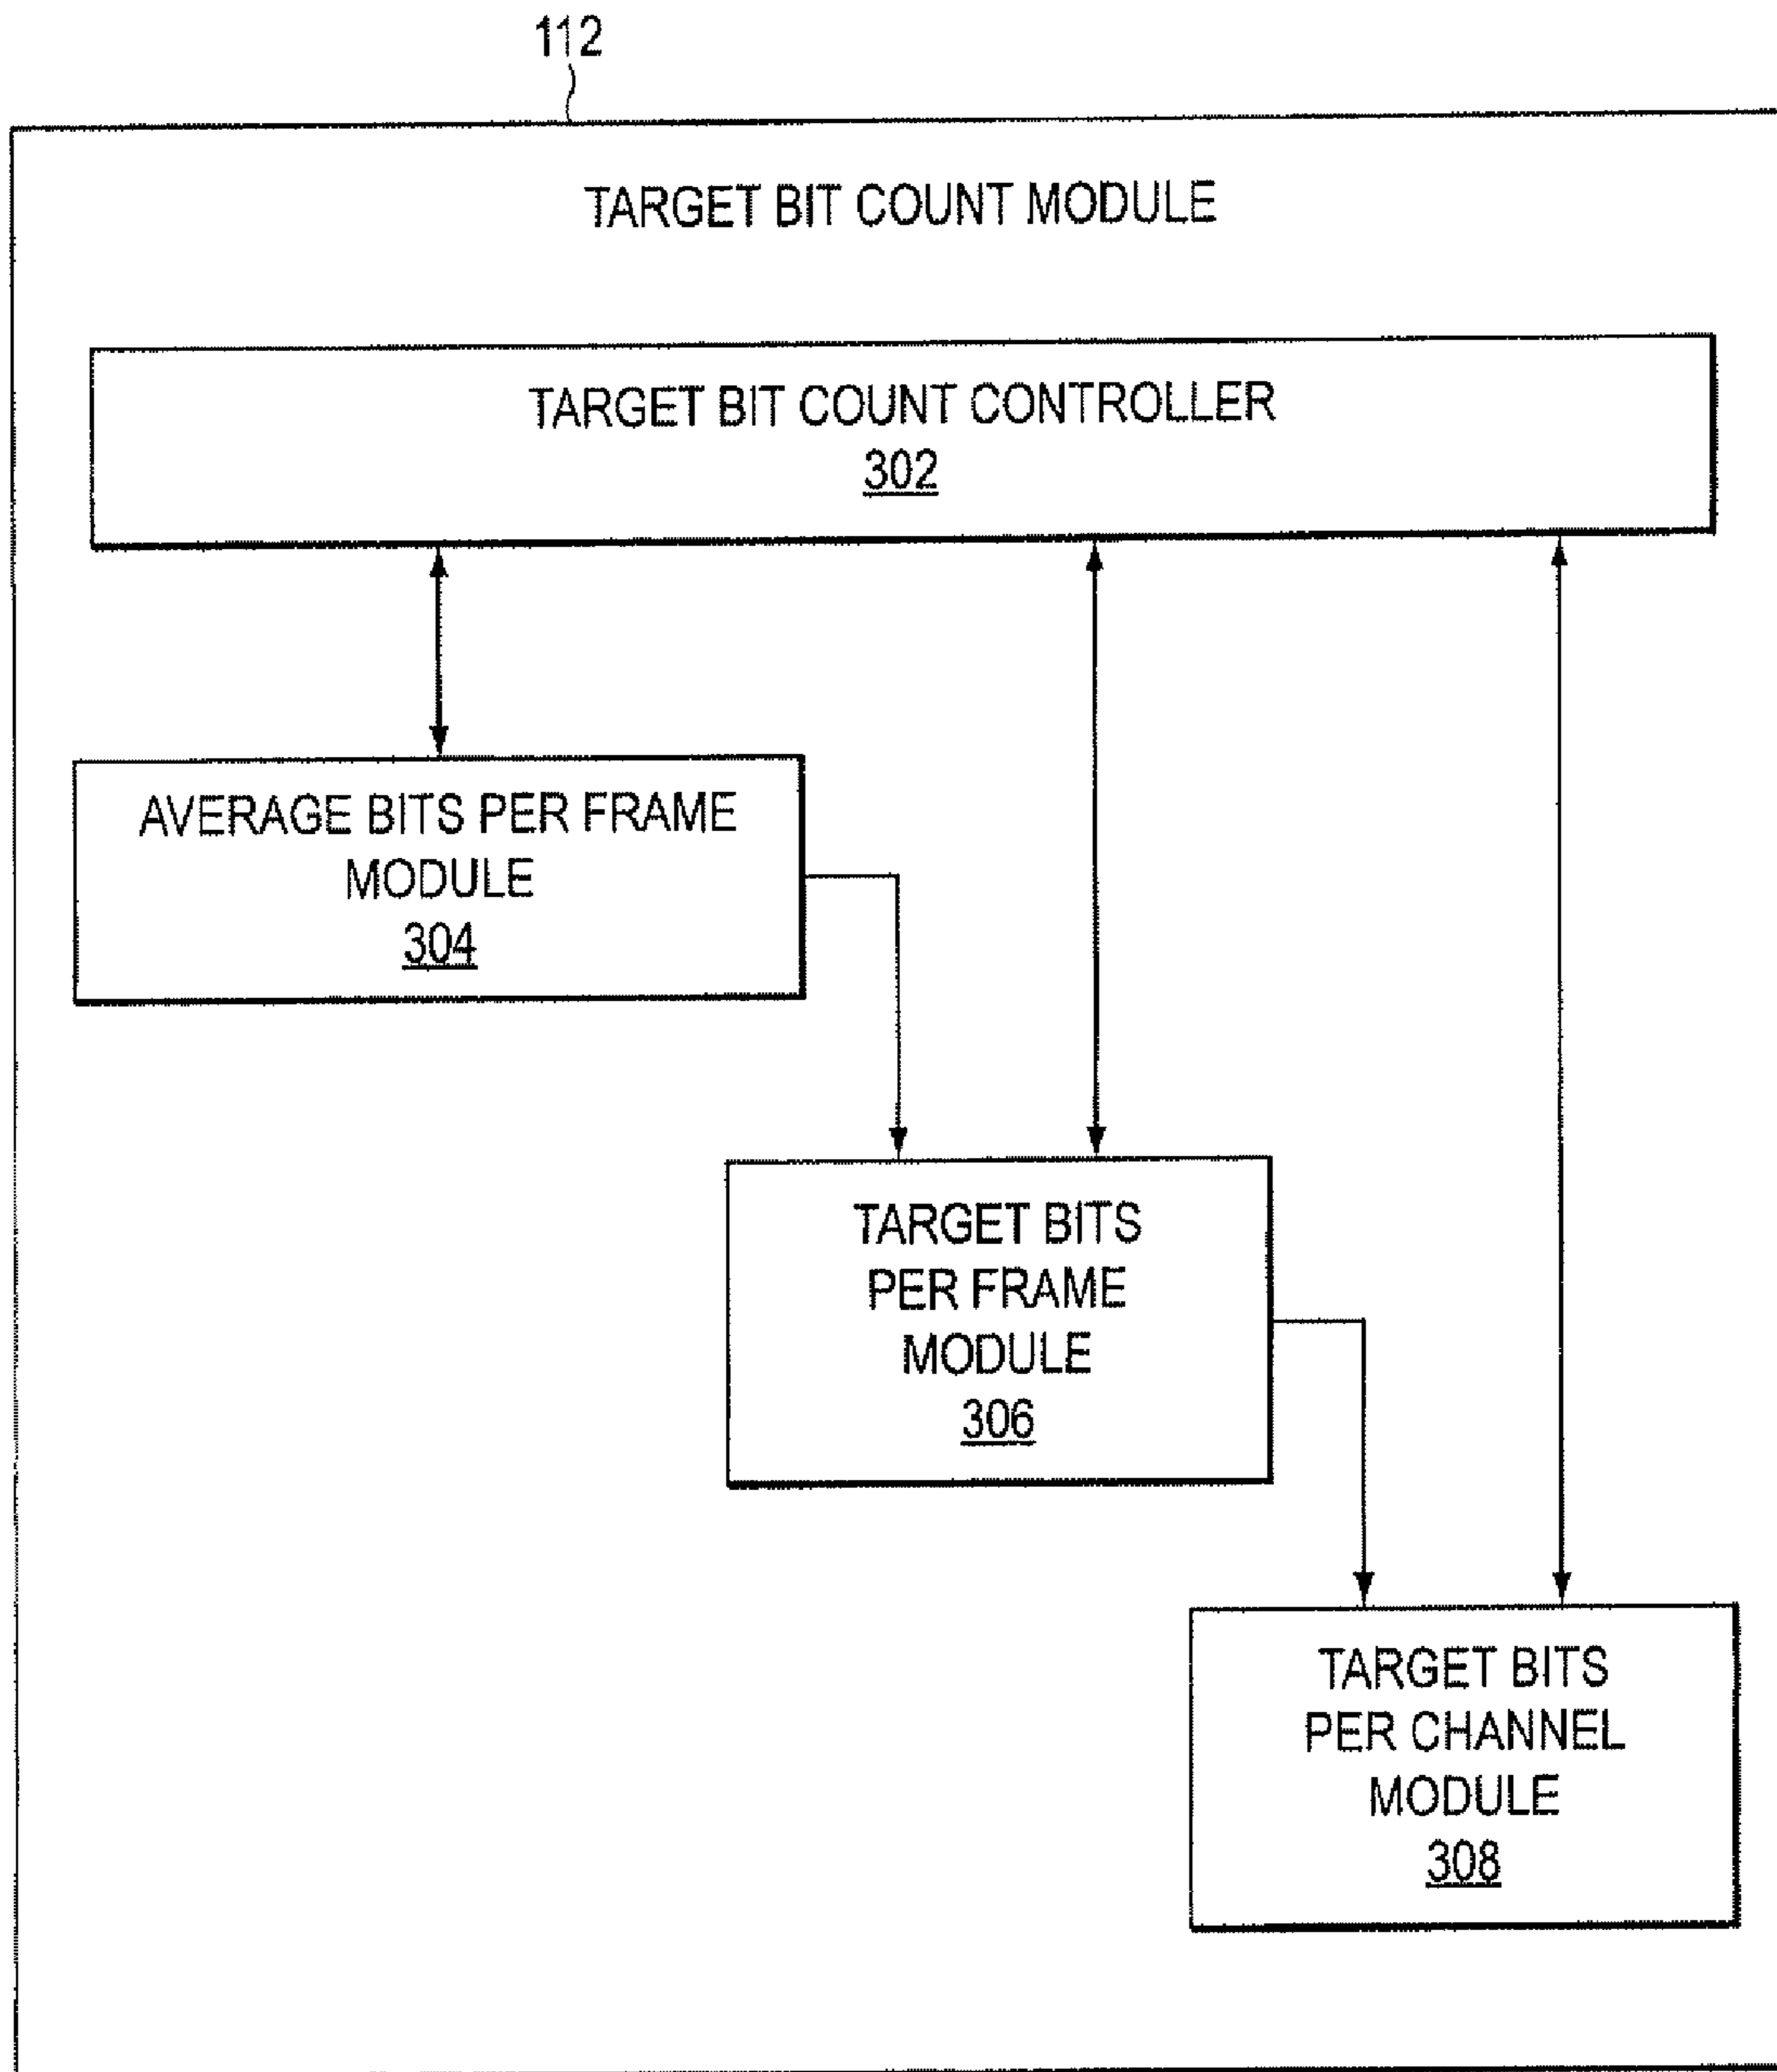 112
TARGET BIT COUNT MODULE
TARGET BIT COUNT CONTROLLER
302
AVERAGE BITS PER FRAME
MODULE
304
TARGET BITS
PER FRAME
MODULE
306
TARGET BITS
PER CHANNEL
MODULE
308